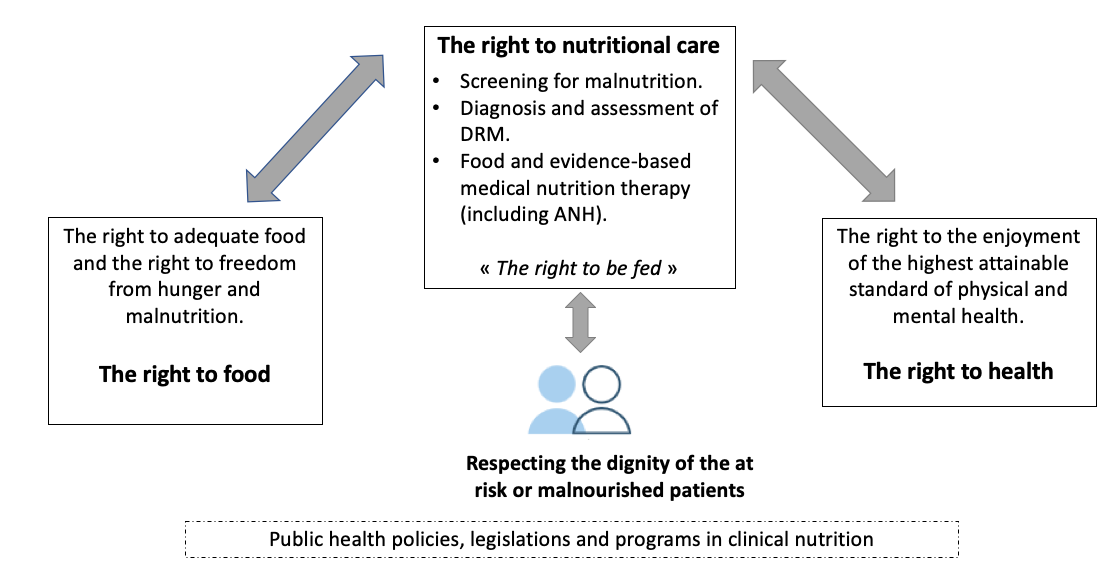 The right to nutritional care
• Screening for malnutrition.
• Diagnosis and assessment of
DRM.
• Food and evidence-based
medical nutrition therapy
(including ANH).
« The right to be fed »
The right to adequate food
and the right to freedom
from hunger and
malnutrition.
The right to food
The right to the enjoyment
of the highest attainable
standard of physical and
mental health.
The right to health
Respecting the dignity of the at
risk or malnourished patients
Public health policies, legislations and programs in clinical nutrition